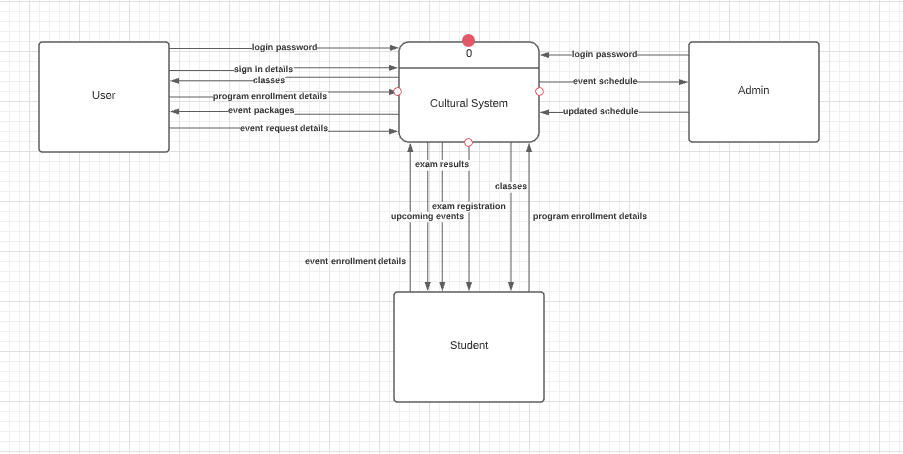 login password
0
login password
sign in details
classes
event schedule
User
program enrollment details
Cultural System
Admin
event packages
updated schedule
event request details
exam results
classes
exam registration
upcoming events
program enrollment details
event enrollment details
Student